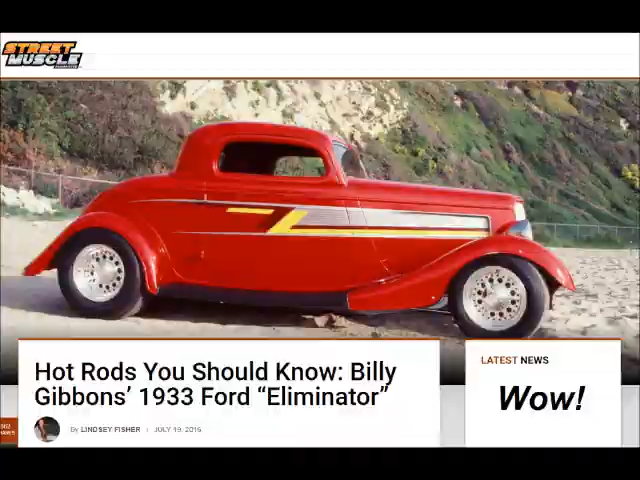 STREET
MUSCLE
Hot Rods You Should Know: Billy
Gibbons’ 1933 Ford “Eliminator”
By LINDSEY FISHER | JULY 19, 2016
LATEST NEWS
Wow!